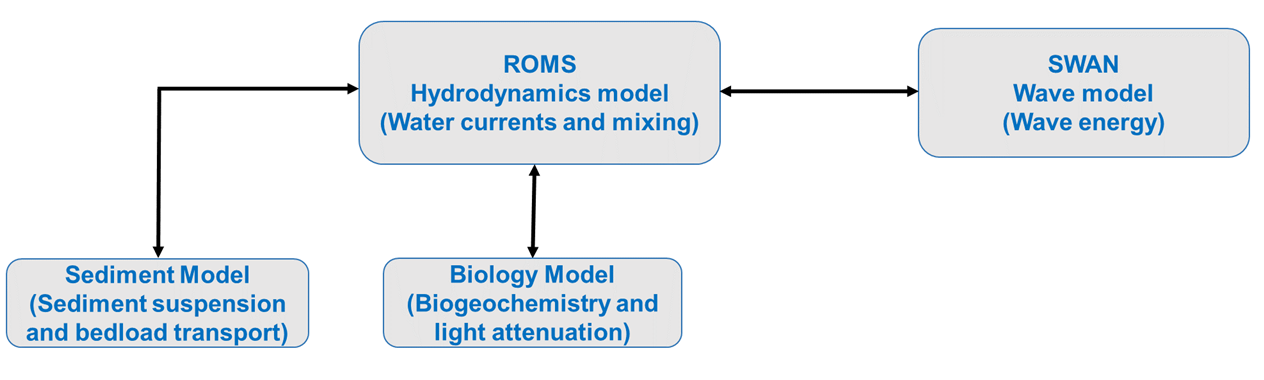 ROMS
Hydrodynamics model
(Water currents and mixing)
SWAN
Wave model
(Wave energy)
Sediment Model
(Sediment suspension
and bedload transport)
Biology Model
(Biogeochemistry and
light attenuation)